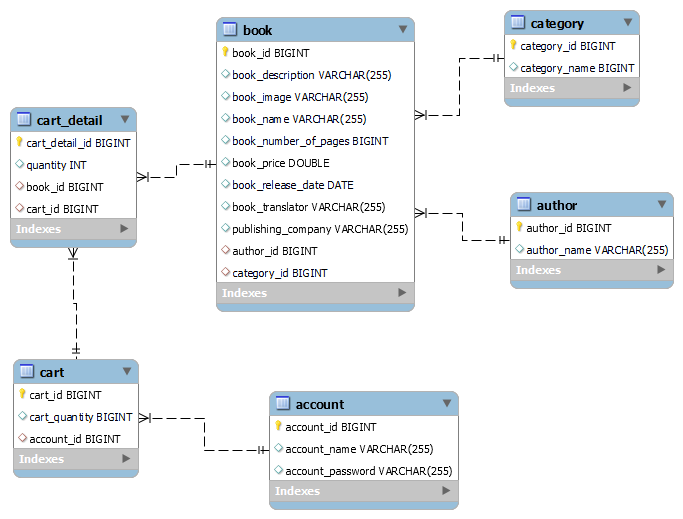 book
book_id BIGINT
book_description VARCHAR(255)
book_image VARCHAR(255)
book_name VARCHAR(255)
book_number_of_pages BIGINT
book_price DOUBLE
book_release_date DATE
book_translator VARCHAR(255)
publishing_company VARCHAR(255)
author_id BIGINT
category_id BIGINT
Indexes
category
category_id BIGINT
category_name BIGINT
Indexes
cart_detail
cart_detail_id BIGINT
quantity INT
book_id BIGINT
cart_id BIGINT
Indexes
author
author_id BIGINT
author_name VARCHAR(255)
Indexes
cart
cart_id BIGINT
cart_quantity BIGINT
account_id BIGINT
Indexes
account
account_id BIGINT
account_name VARCHAR(255)
account_password VARCHAR(255)
Indexes